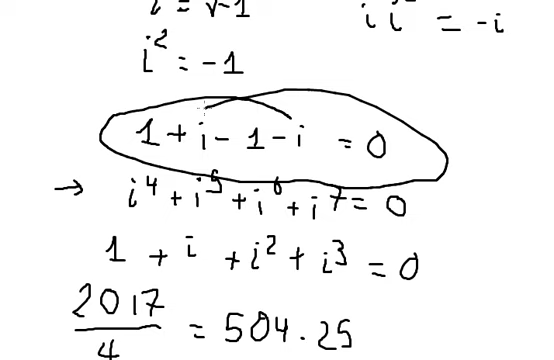 i = √-1
i i² = -i
i² = -1
1 + i - 1 - i = 0
→ i⁴ + i⁵ + i⁶ + i⁷ = 0
1 + i + i² + i³ = 0
2017
4
= 504.25